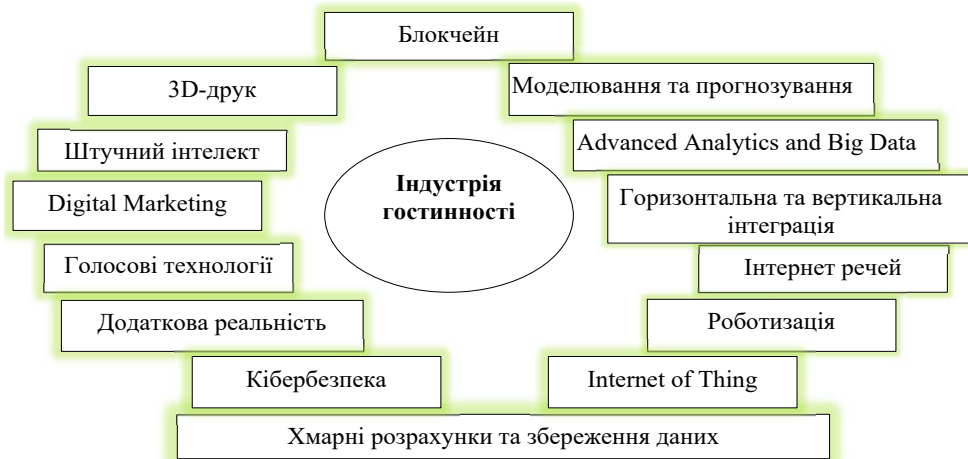 Блокчейн
3D-друк
Моделювання та прогнозування
Штучний інтелект
Advanced Analytics and Big Data
Індустрія
гостинності
Digital Marketing
Горизонтальна та вертикальна
інтеграція
Голосові технології
Інтернет речей
Додаткова реальність
Роботизація
Кібербезпека
Internet of Thing
Хмарні розрахунки та збереження даних